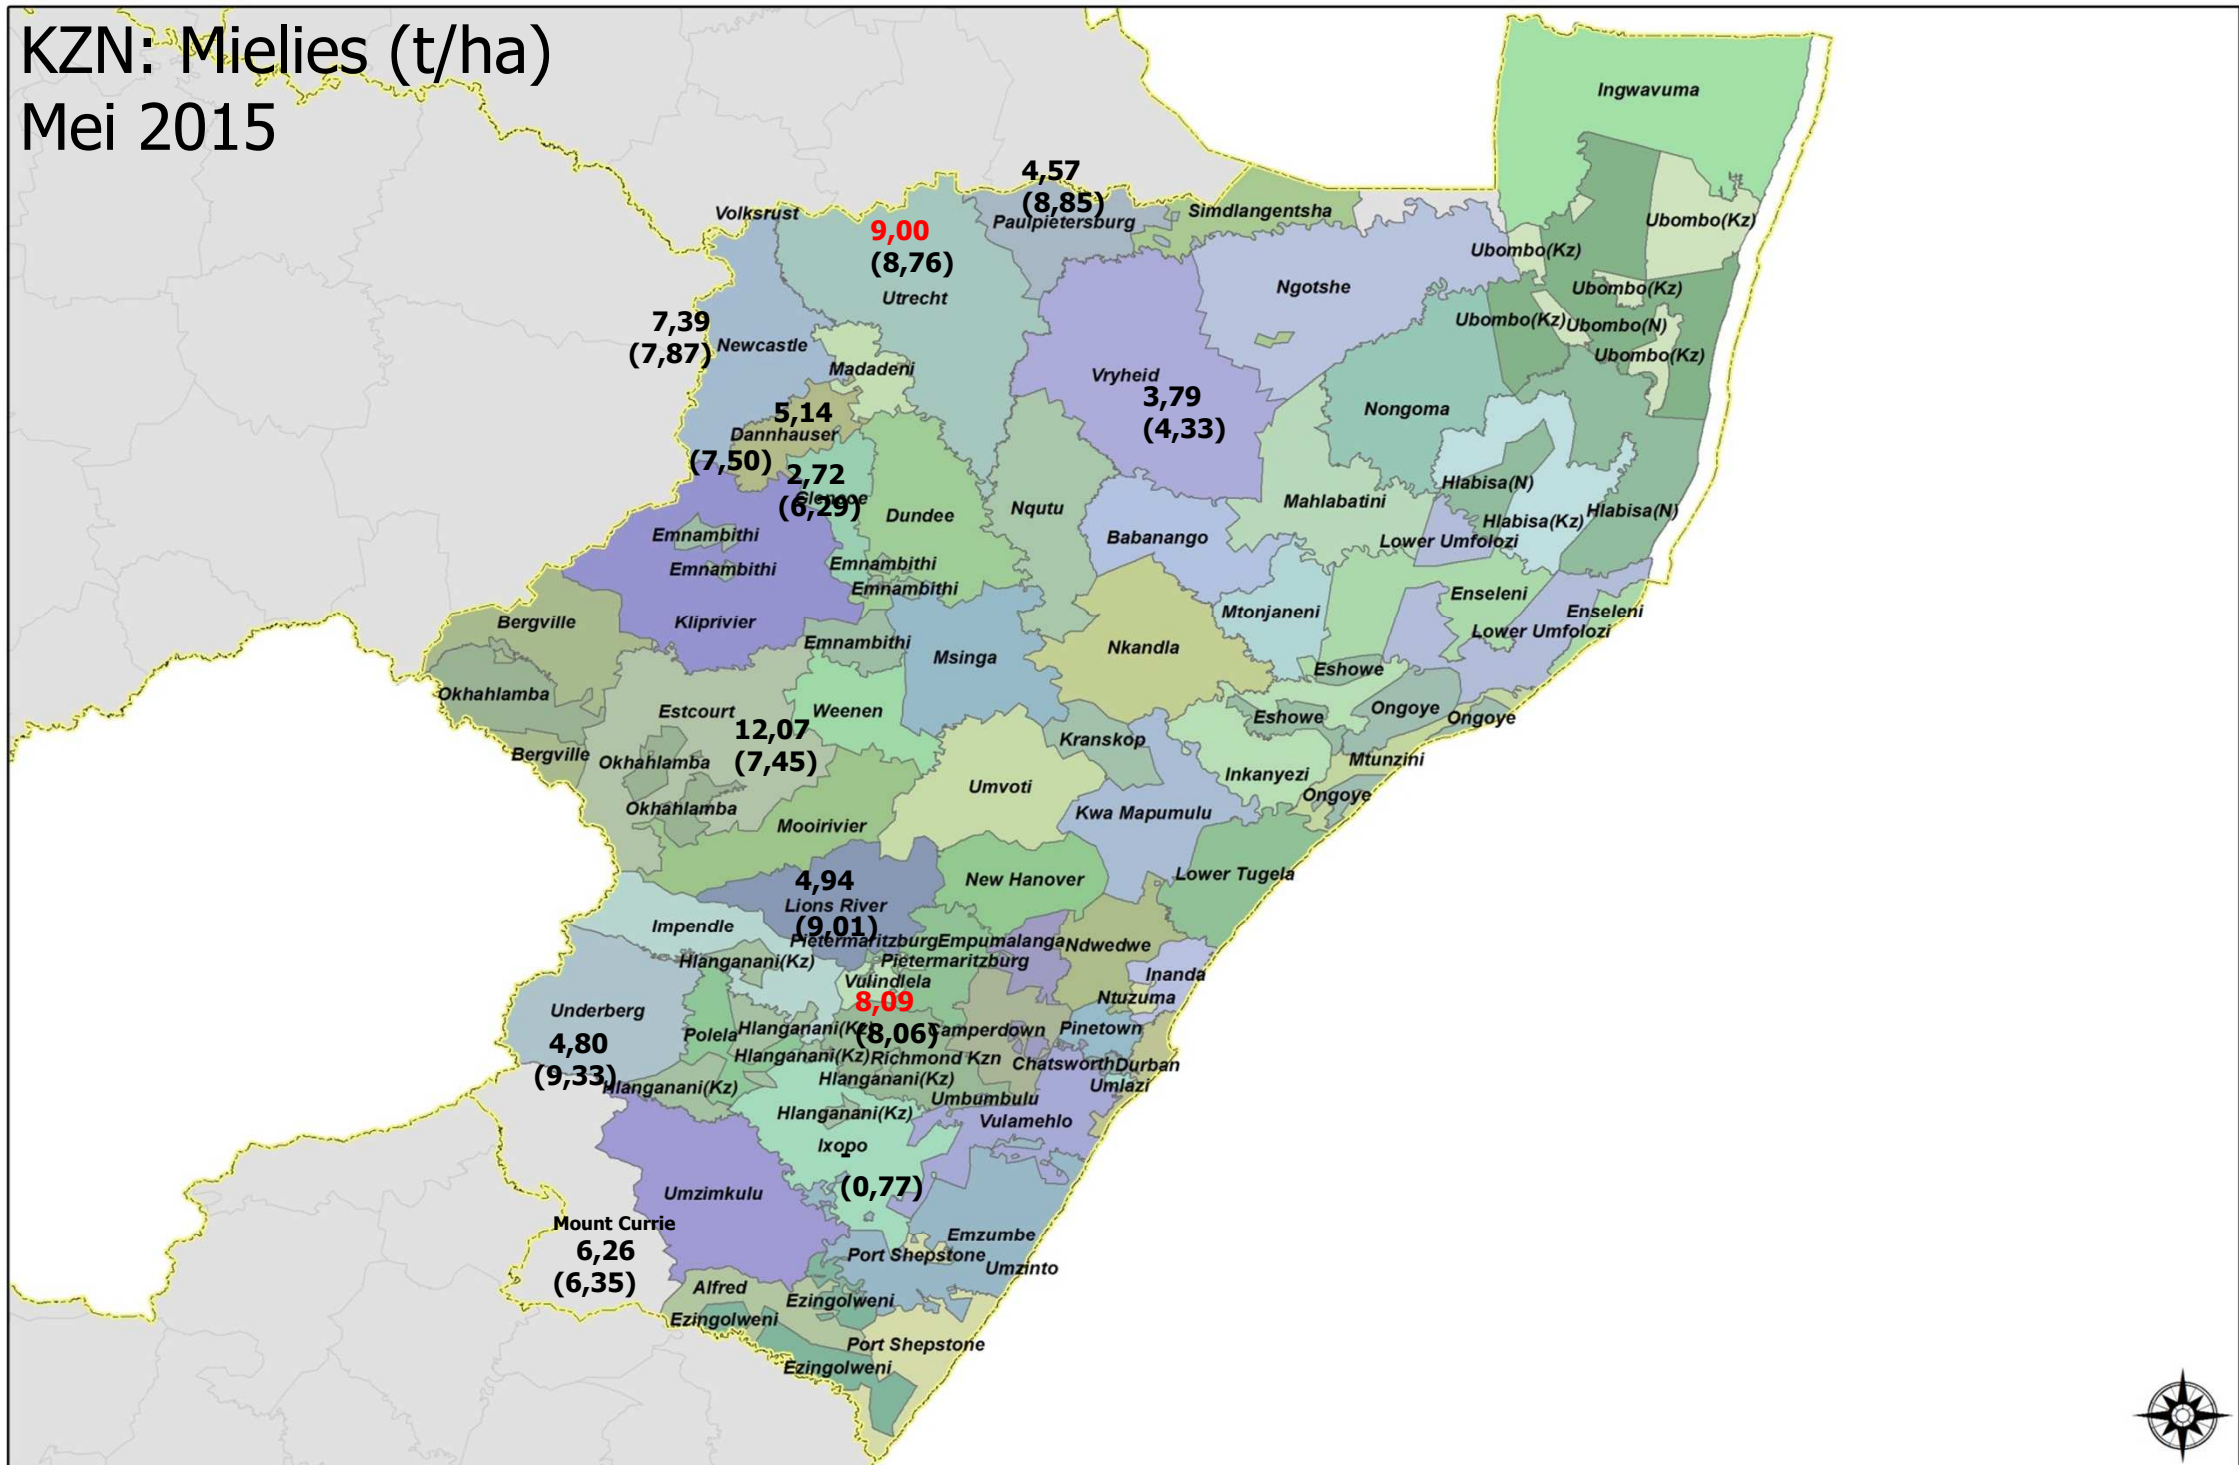 KZN: Mielies (t/ha)
Mei 2015
Ingwavuma
4,57
(8,85)
Paulpietersburg
Simdlangentsha
Volksrust
9,00
(8,76)
Utrecht
Ubombo(Kz)
Ubombo(Kz)
Ngotshe
Ubombo(Kz)
7,39
(7,87)
Newcastle
Ubombo(Kz)
Ubombo(N)
Ubombo(Kz)
Madadeni
Vryheid
3,79
(4,33)
Nongoma
5,14
Dannhauser
(7,50)
2,72
Glencoe
(6,29)
Dundee
Nqutu
Mahlabatini
Hlabisa(N)
Hlabisa(Kz)
Hlabisa(N)
Emnambithi
Babanango
Lower Umfolozi
Emnambithi
Emnambithi
Emnambithi
Enseleni
Enseleni
Mtonjaneni
Bergville
Kliprivier
Lower Umfolozi
Emnambithi
Msinga
Nkandla
Eshowe
Okhahlamba
Estcourt
Weenen
12,07
(7,45)
Eshowe
Ongoye
Ongoye
Kranskop
Bergville
Okhahlamba
Mtunzini
Inkanyezi
Umvoti
Ongoye
Okhahlamba
Kwa Mapumulu
Mooirivier
4,94
Lions River
(9,01)
New Hanover
Lower Tugela
Impendle
Pietermaritzburg
Empumalanga
Ndwedwe
Hlanganani(Kz)
Pietermaritzburg
Inanda
Vulindlela
8,09
(8,06)
Ntuzuma
Underberg
4,80
(9,33)
Polela
Hlanganani(Kz)
Camperdown
Pinetown
Hlanganani(Kz)
Richmond Kzn
Chatsworth
Durban
Hlanganani(Kz)
Hlanganani(Kz)
Umlazi
Umbumbulu
Hlanganani(Kz)
Vulamehlo
Ixopo
-
(0,77)
Umzimkulu
Mount Currie
6,26
(6,35)
Emzumbe
Port Shepstone
Umzinto
Alfred
Ezingolweni
Ezingolweni
Port Shepstone
Ezingolweni